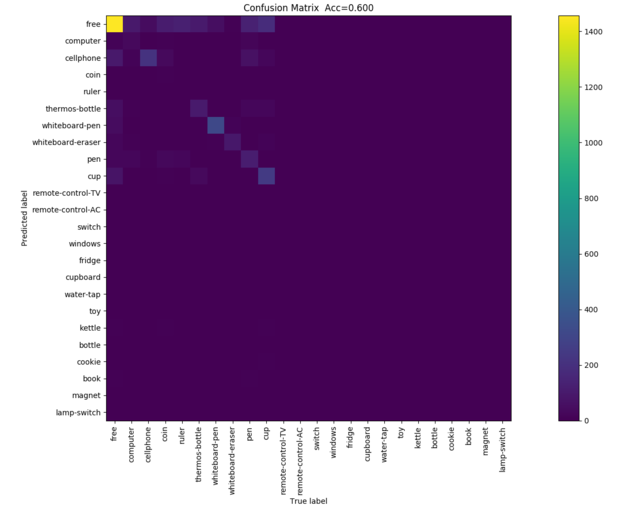 Confusion Matrix Acc=0.600
free
computer
cellphone
coin
ruler
thermos-bottle
whiteboard-pen
whiteboard-eraser
pen
cup
remote-control-TV
remote-control-AC
switch
windows
fridge
cupboard
water-tap
toy
kettle
bottle
cookie
book
magnet
lamp-switch
Predicted label
free
computer
cellphone
coin
ruler
thermos-bottle
whiteboard-pen
whiteboard-eraser
pen
cup
remote-control-TV
remote-control-AC
switch
windows
fridge
cupboard
water-tap
toy
kettle
bottle
cookie
book
magnet
lamp-switch
True label
1400
1200
1000
800
600
400
200
0